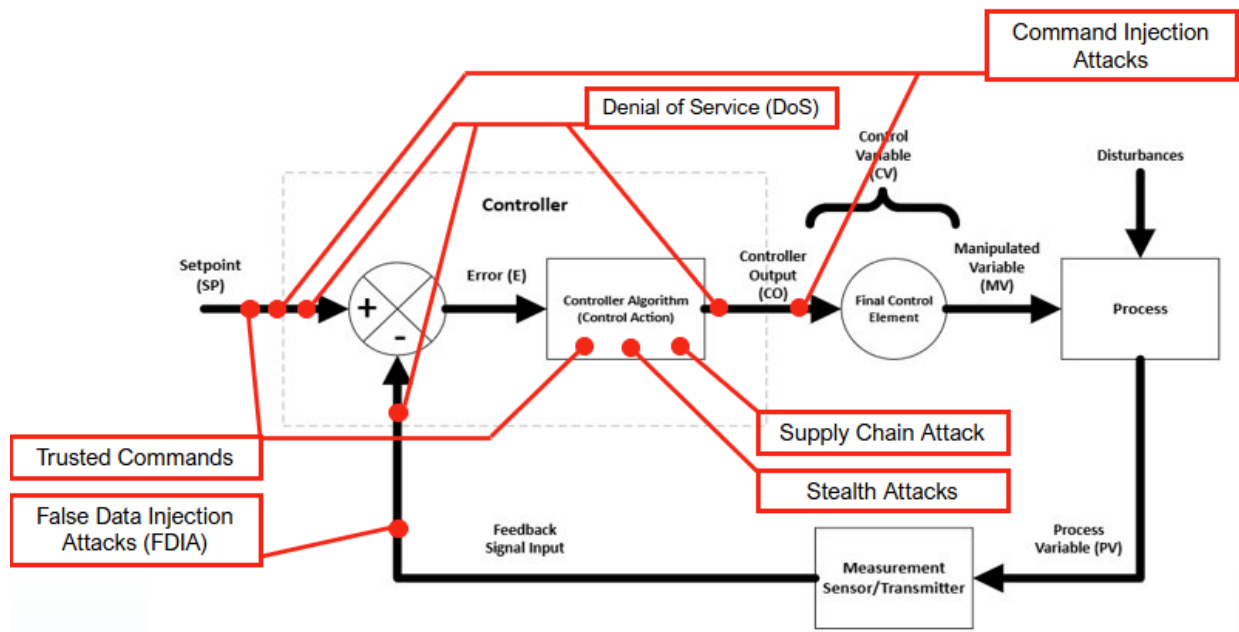 Command Injection
Attacks
Denial of Service (DoS)
Control
Variable
(CV)
Disturbances
Controller
Setpoint
(SP)
Error (E)
Controller
Output
(CO)
Manipulated
Variable
(MV)
+
-
Controller Algorithm
(Control Action)
Final Control
Element
Process
Trusted Commands
Supply Chain Attack
Stealth Attacks
False Data Injection
Attacks (FDIA)
Feedback
Signal Input
Process
Variable (PV)
Measurement
Sensor/Transmitter